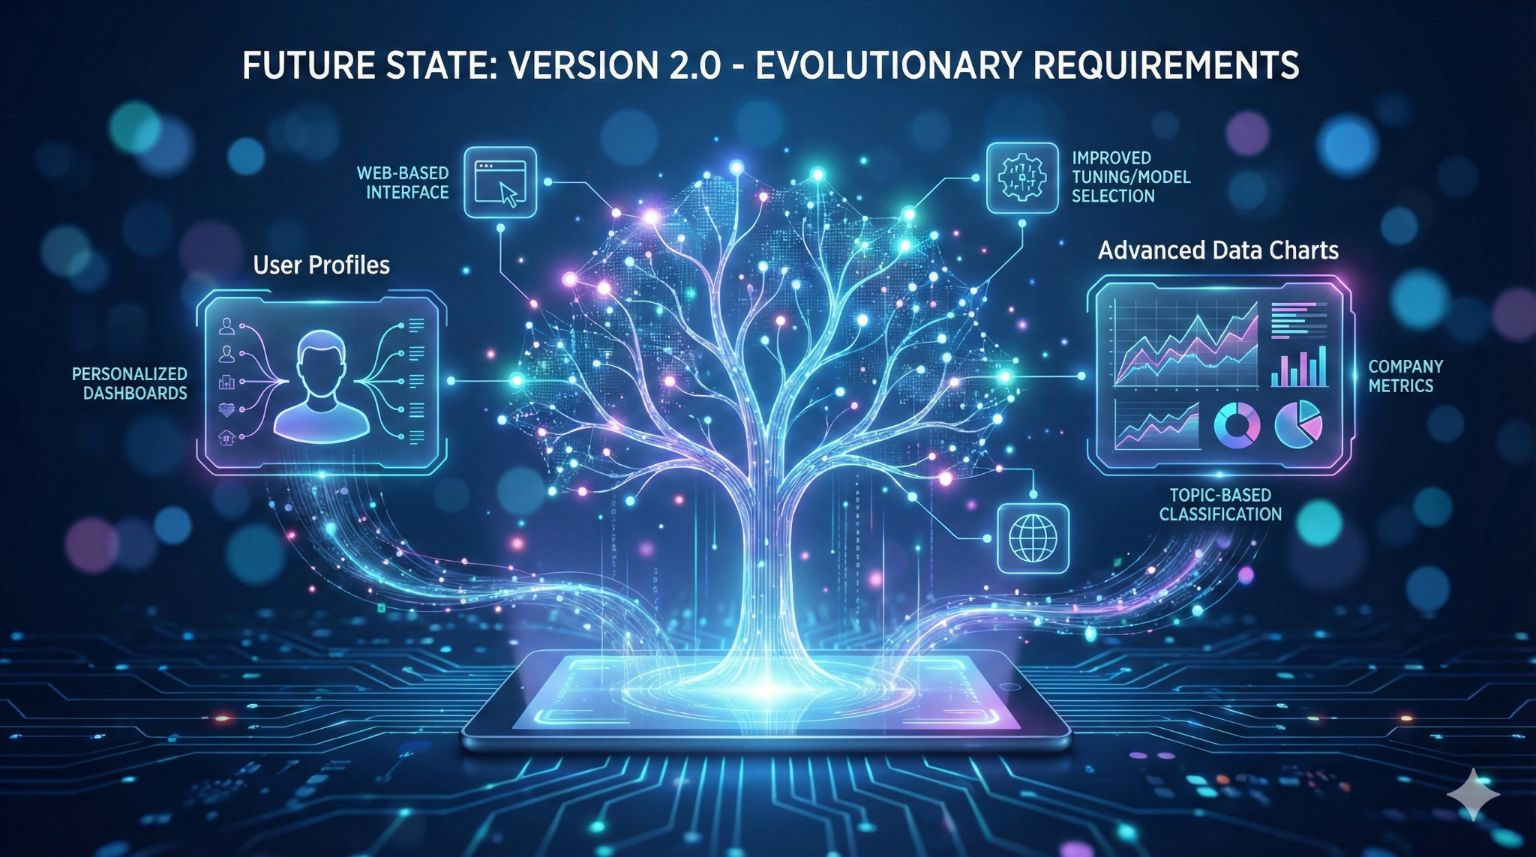 FUTURE STATE: VERSION 2.0 - EVOLUTIONARY REQUIREMENTS
WEB-BASED
INTERFACE
IMPROVED
TUNING/MODEL
SELECTION
User Profiles
Advanced Data Charts
PERSONALIZED
DASHBOARDS
COMPANY
METRICS
TOPIC-BASED
CLASSIFICATION